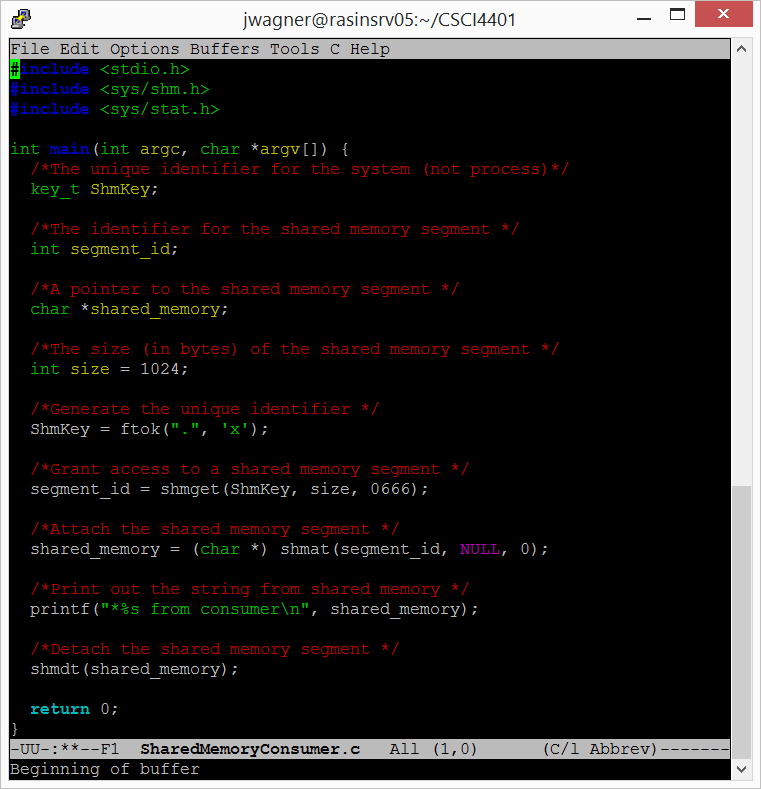 jwagner@rasinsrv05:~/CSCI4401
File Edit Options Buffers Tools C Help
#include <stdio.h>
#include <sys/shm.h>
#include <sys/stat.h>

int main(int argc, char *argv[]) {
  /*The unique identifier for the system (not process)*/
  key_t ShmKey;

  /*The identifier for the shared memory segment */
  int segment_id;

  /*A pointer to the shared memory segment */
  char *shared_memory;

  /*The size (in bytes) of the shared memory segment */
  int size = 1024;

  /*Generate the unique identifier */
  ShmKey = ftok(".", 'x');

  /*Grant access to a shared memory segment */
  segment_id = shmget(ShmKey, size, 0666);

  /*Attach the shared memory segment */
  shared_memory = (char *) shmat(segment_id, NULL, 0);

  /*Print out the string from shared memory */
  printf("*%s from consumer\n", shared_memory);

  /*Detach the shared memory segment */
  shmdt(shared_memory);

  return 0;
}
-UU-:**--F1  SharedMemoryConsumer.c   All (1,0)      (C/l Abbrev)-------
Beginning of buffer